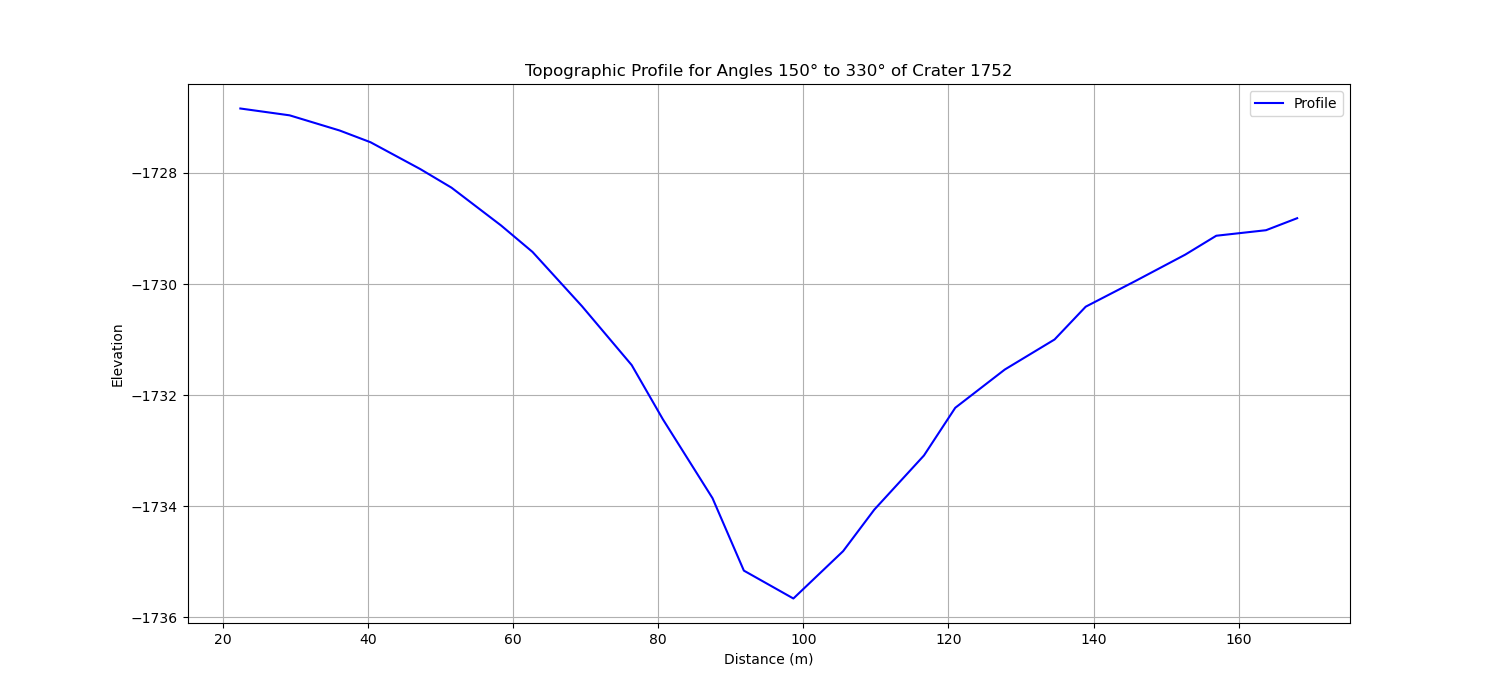 Topographic Profile for Angles 150° to 330° of Crater 1752
Profile
−1728
−1730
−1732
−1734
−1736
Elevation
20 40 60 80 100 120 140 160
Distance (m)